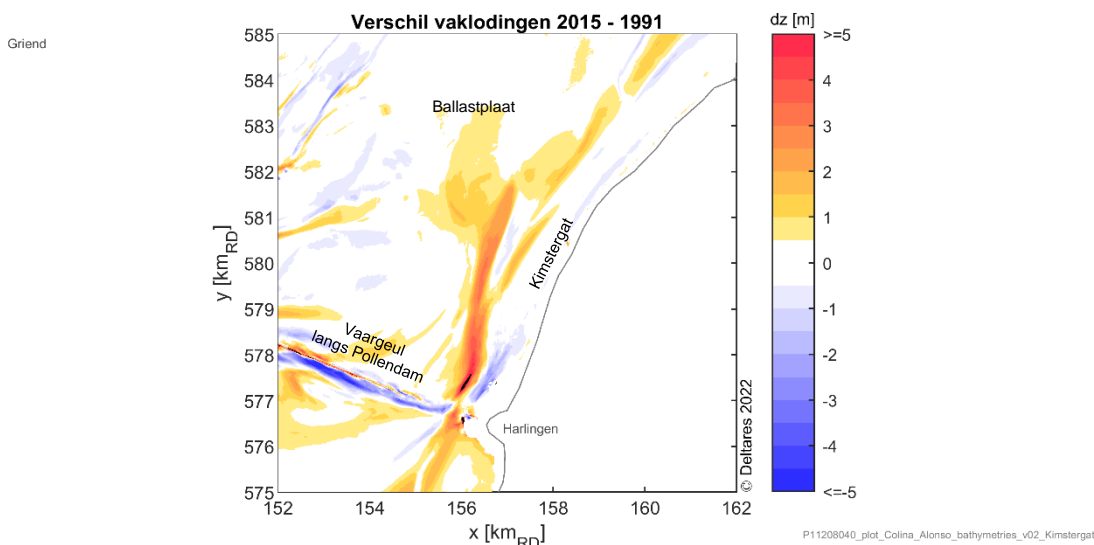 Verschil vaklodingen 2015 - 1991
dz [m]
Griend
585
584
583
582
581
580
579
578
577
576
575
y [km_RD]
152
154
156
158
160
162
x [km_RD]
Ballastplaat
Kimstergat
Vaargeul
langs Pollendam
Harlingen
© Deltares 2022
>=5
4
3
2
1
0
-1
-2
-3
-4
<=-5
P11208040_plot_Colina_Alonso_bathymetries_v02_Kimstergat